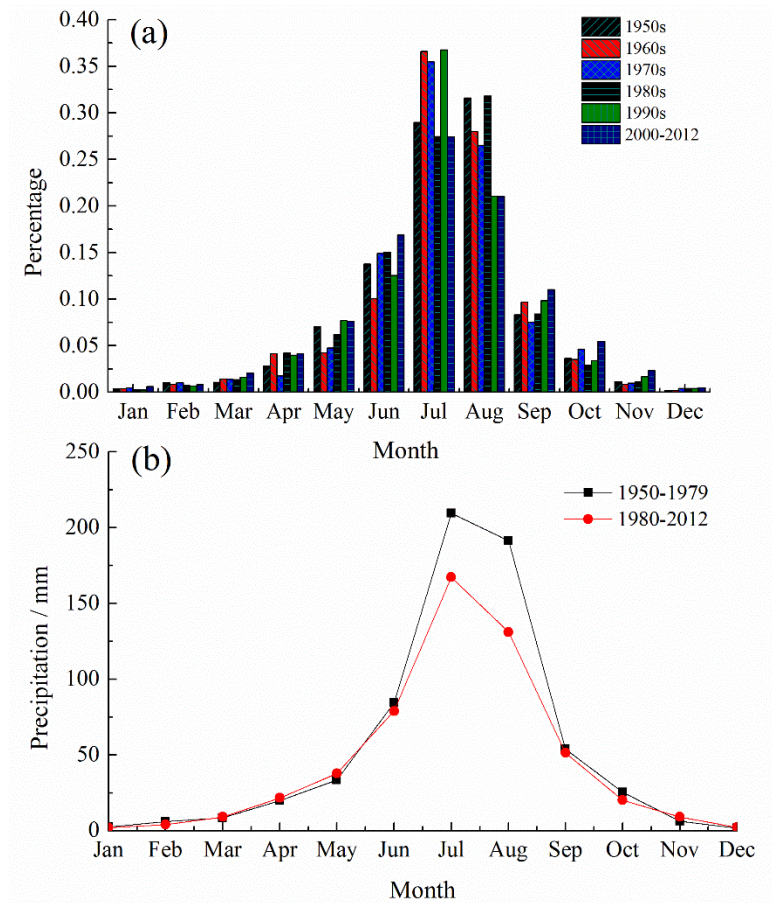 (a)
1950s
1960s
1970s
1980s
1990s
2000-2012
0.40
0.35
0.30
0.25
0.20
0.15
0.10
0.05
0.00
Percentage
Jan Feb Mar Apr May Jun Jul Aug Sep Oct Nov Dec
Month
(b)
1950-1979
1980-2012
250
200
150
100
50
0
Precipitation / mm
Jan Feb Mar Apr May Jun Jul Aug Sep Oct Nov Dec
Month